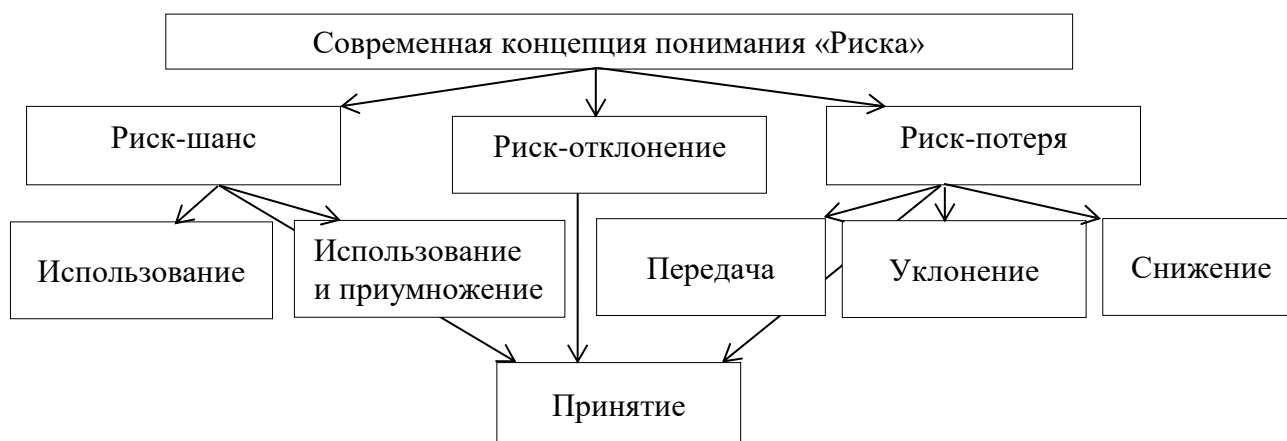 Современная концепция понимания «Риска»
Риск-шанс
Риск-отклонение
Риск-потеря
Использование
Использование
и приумножение
Передача
Уклонение
Снижение
Принятие